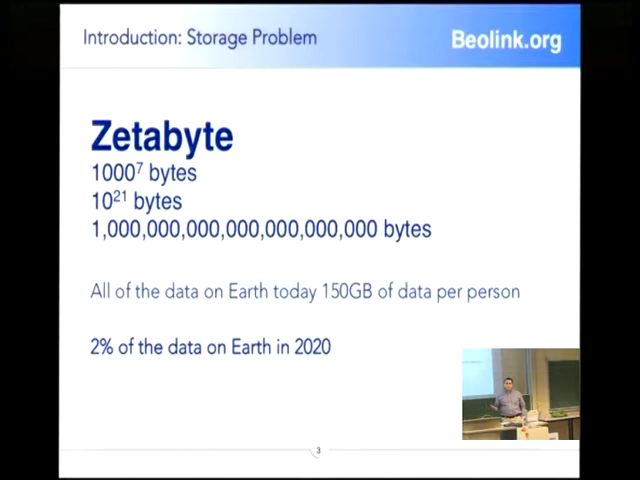 Introduction: Storage Problem
Beolink.org
Zetabyte
1000⁷ bytes
10²¹ bytes
1,000,000,000,000,000,000,000 bytes
All of the data on Earth today 150GB of data per person
2% of the data on Earth in 2020
3